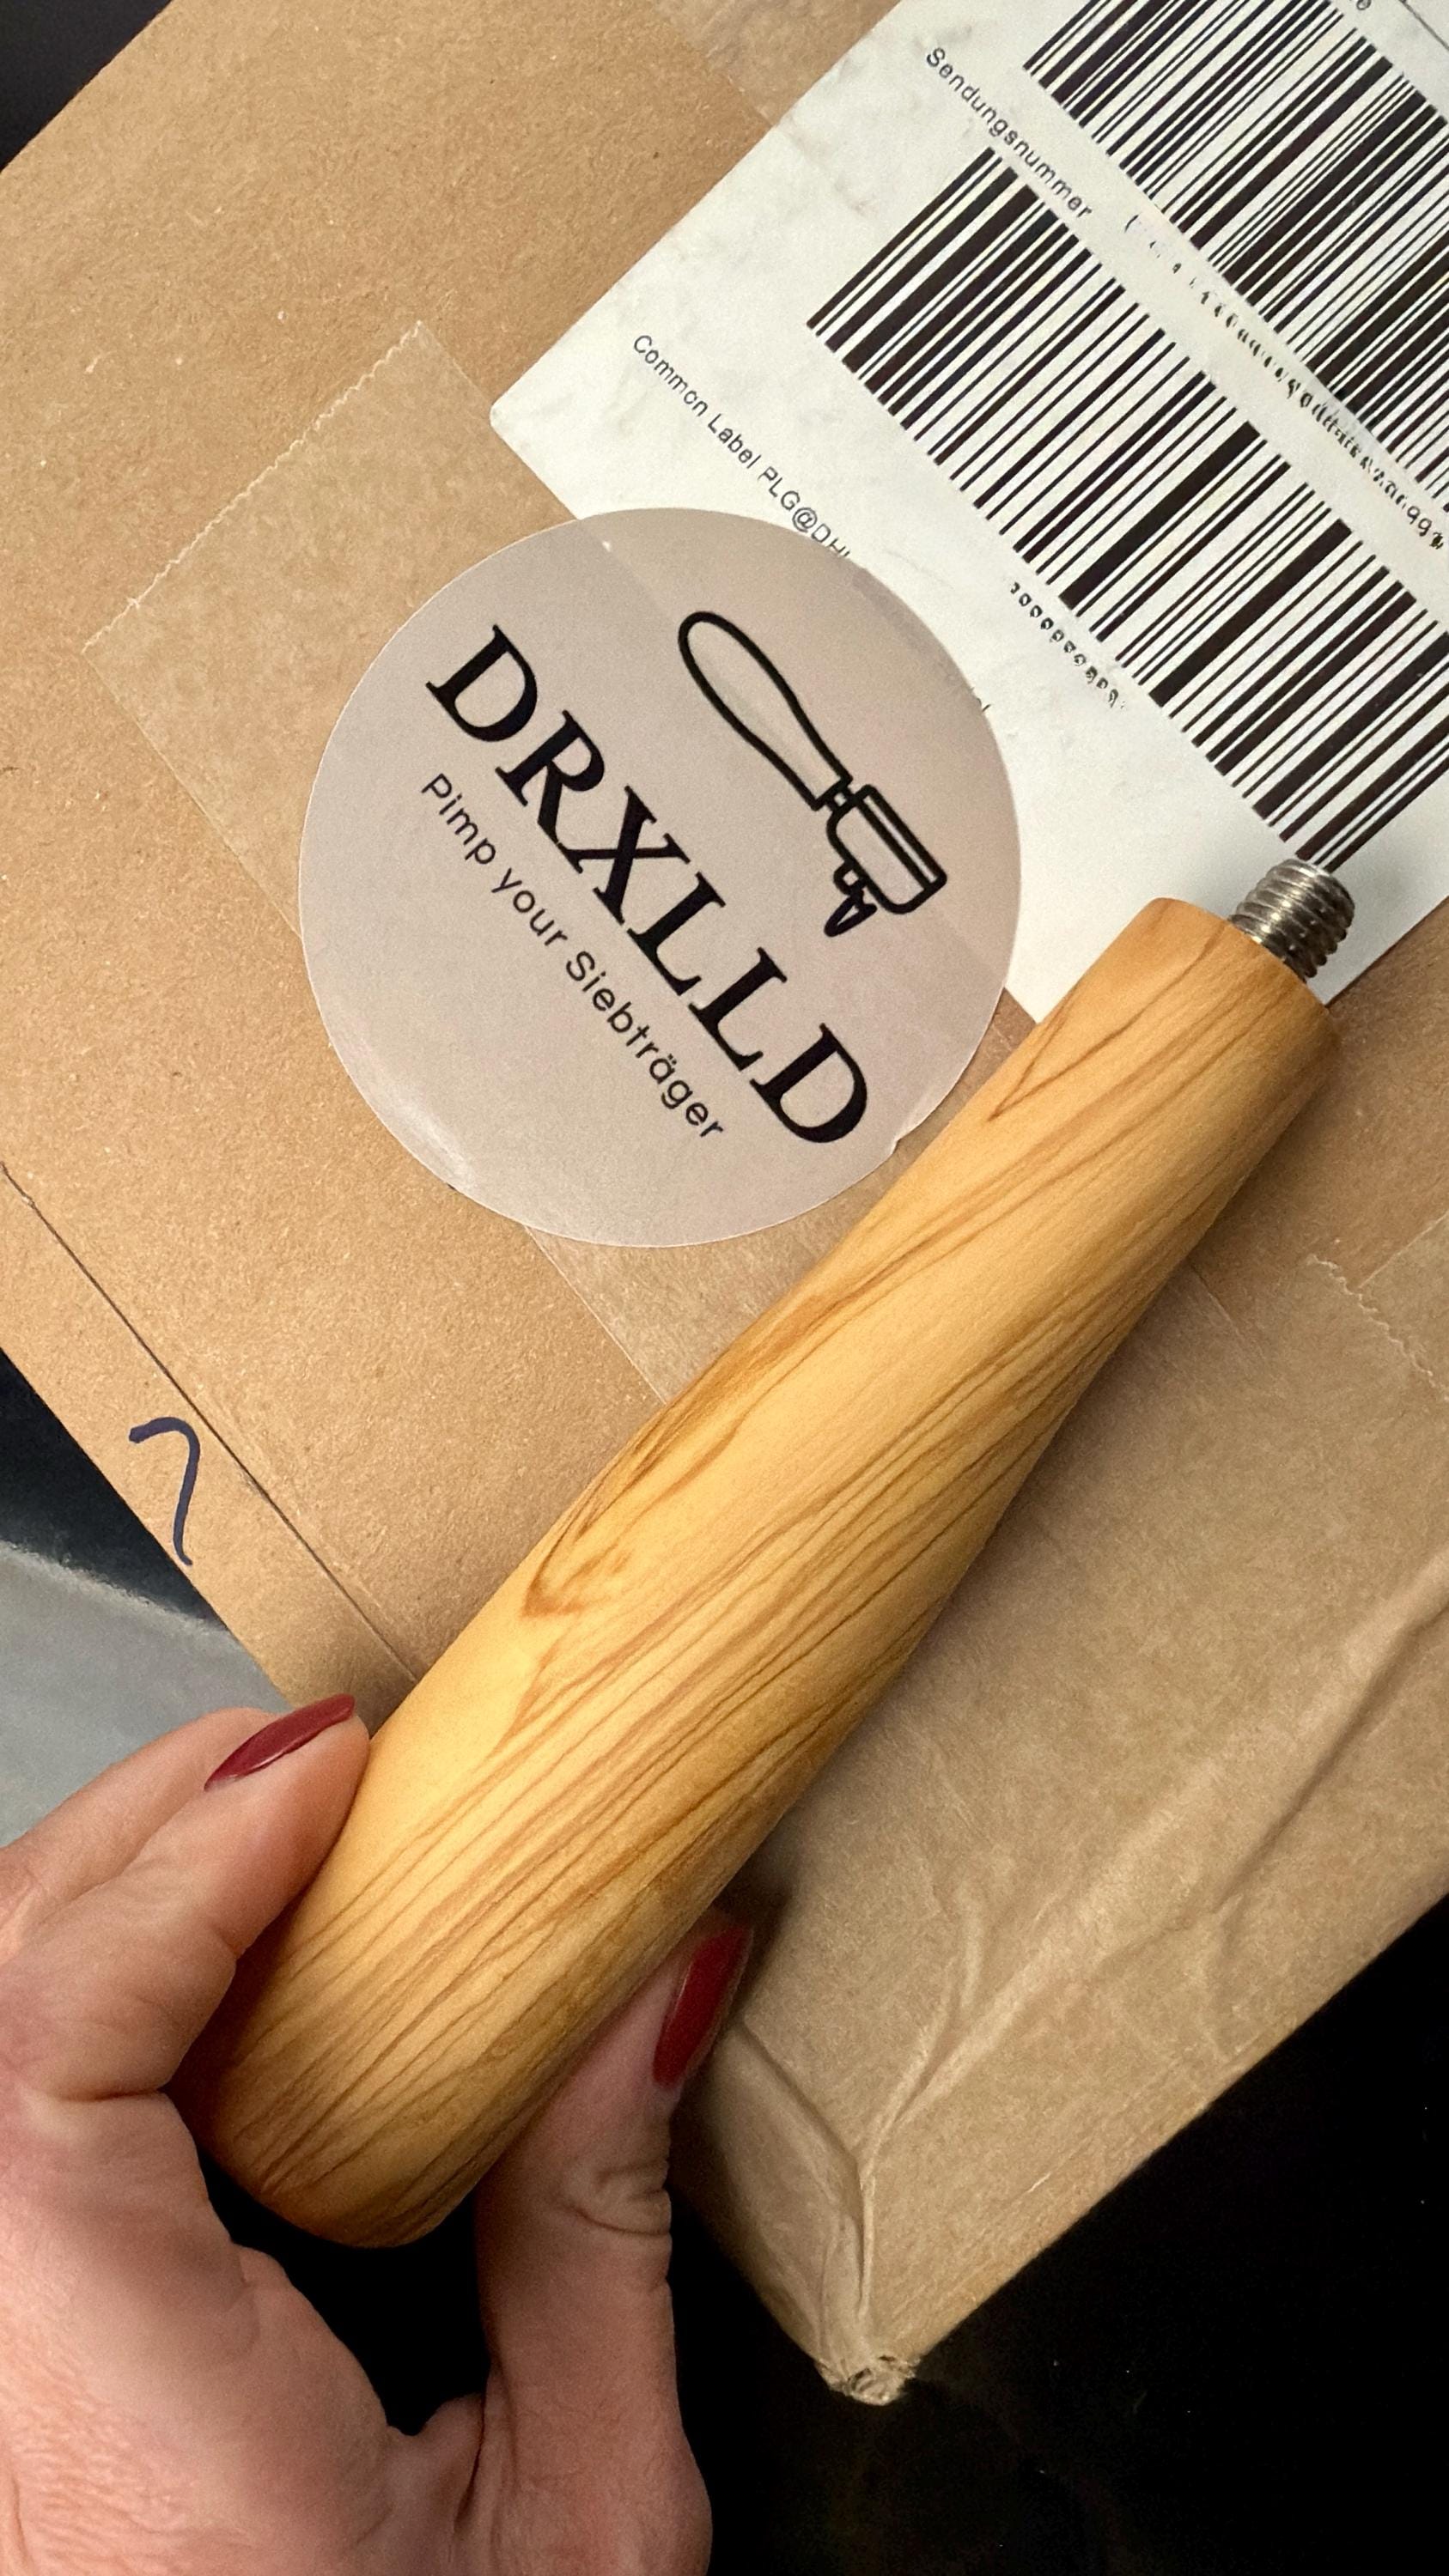 Sendungsnummer
Common Label PLG@DHL
DRXLLD
Pimp your Siebträger